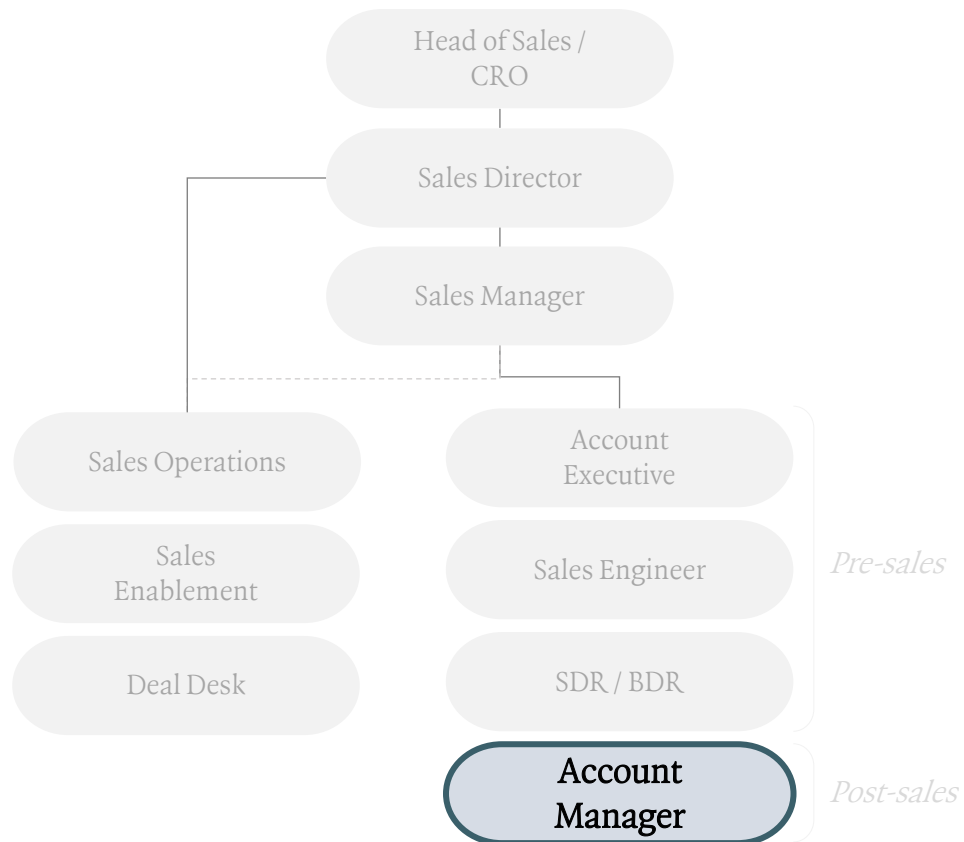 Head of Sales /
CRO
Sales Director
Sales Manager
Sales Operations
Account
Executive
Sales
Enablement
Sales Engineer
Pre-sales
Deal Desk
SDR / BDR
Account
Manager
Post-sales